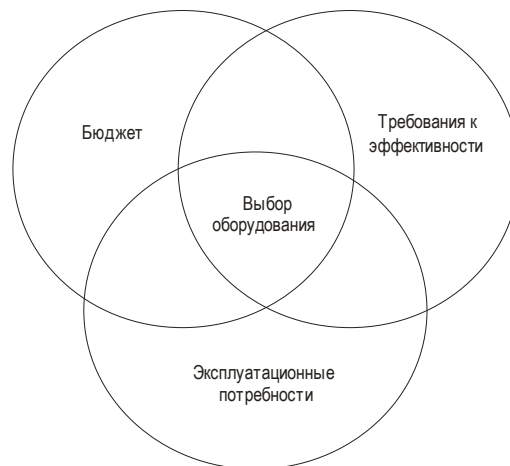 Бюджет
Требования к
эффективности
Выбор
оборудования
Эксплуатационные
потребности